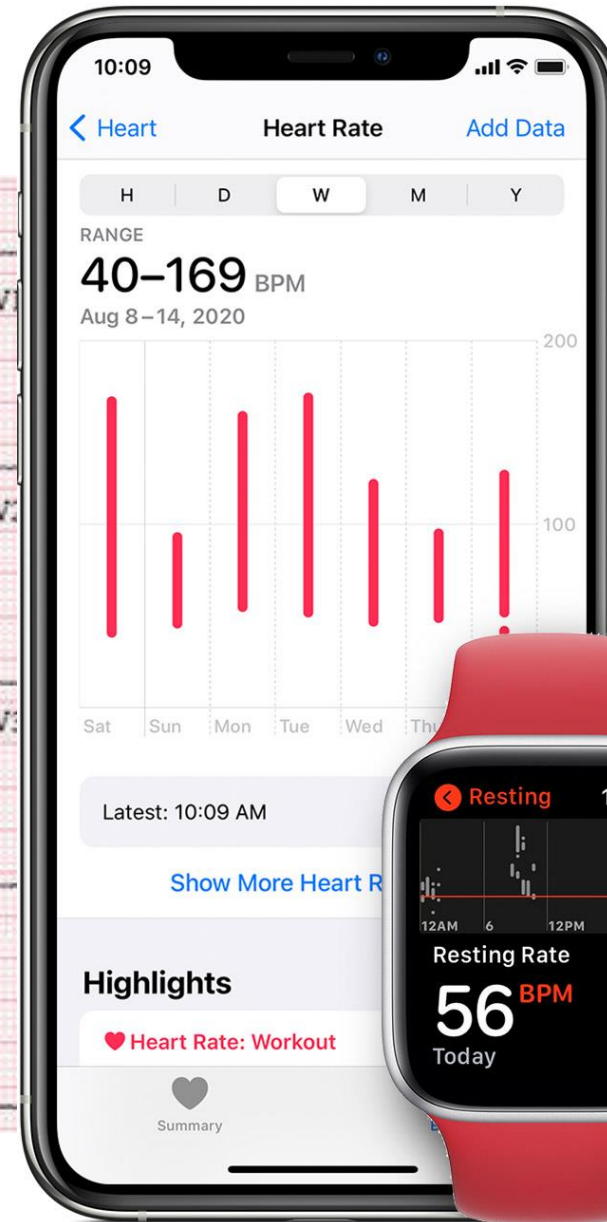 10:09
Heart Heart Rate Add Data
H D W M Y
RANGE
40–169 BPM
Aug 8–14, 2020
200
100
Sat Sun Mon Tue Wed
Latest: 10:09 AM
Show More Heart
Highlights
Heart Rate: Workout
Summary
Resting
12AM 6 12PM
Resting Rate
56 BPM
Today